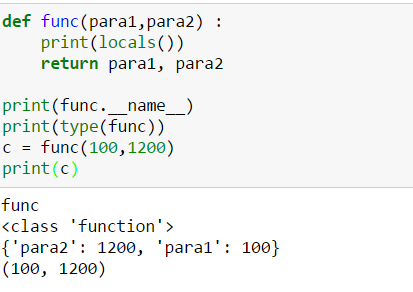 def func(para1,para2) :
    print(locals())
    return para1, para2

print(func.__name__)
print(type(func))
c = func(100,1200)
print(c)
func
<class 'function'>
{'para2': 1200, 'para1': 100}
(100, 1200)